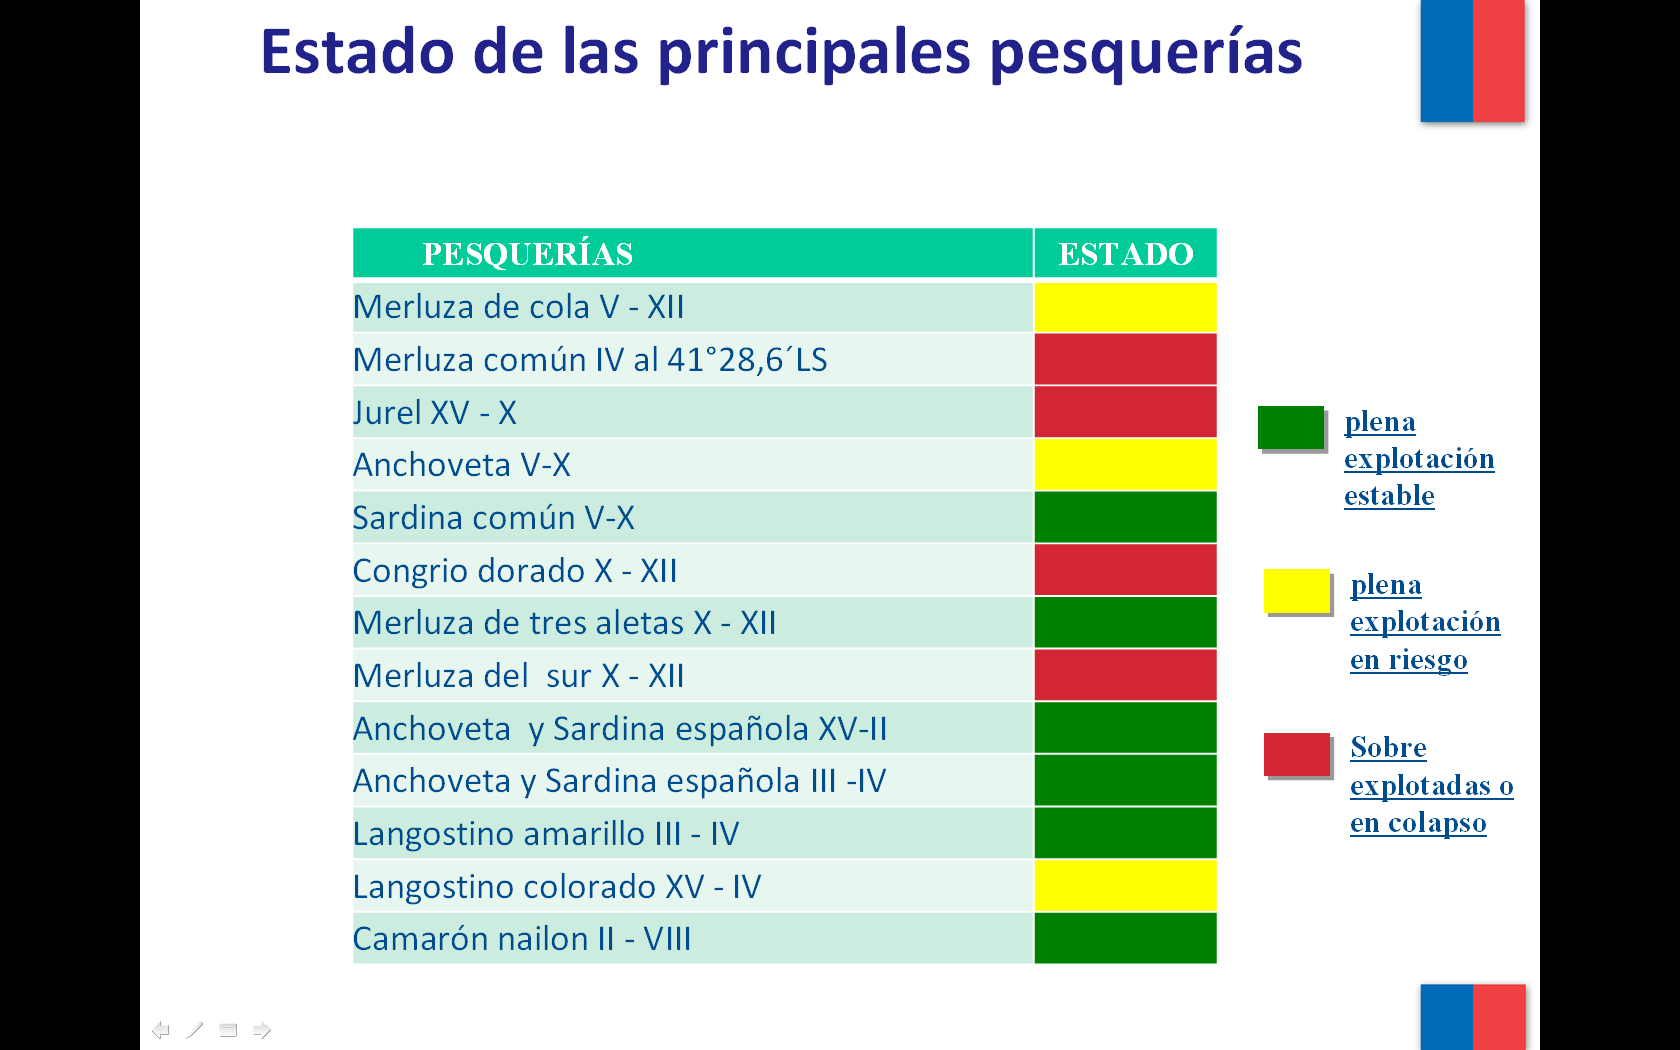 Estado de las principales pesquerías
PESQUERÍAS ESTADO
Merluza de cola V - XII
Merluza común IV al 41°28,6´LS
Jurel XV - X
Anchoveta V-X
Sardina común V-X
Congrio dorado X - XII
Merluza de tres aletas X - XII
Merluza del  sur X - XII
Anchoveta  y Sardina española XV-II
Anchoveta y Sardina española III -IV
Langostino amarillo III - IV
Langostino colorado XV - IV
Camarón nailon II - VIII
plena
explotación
estable
plena
explotación
en riesgo
Sobre
explotadas o
en colapso